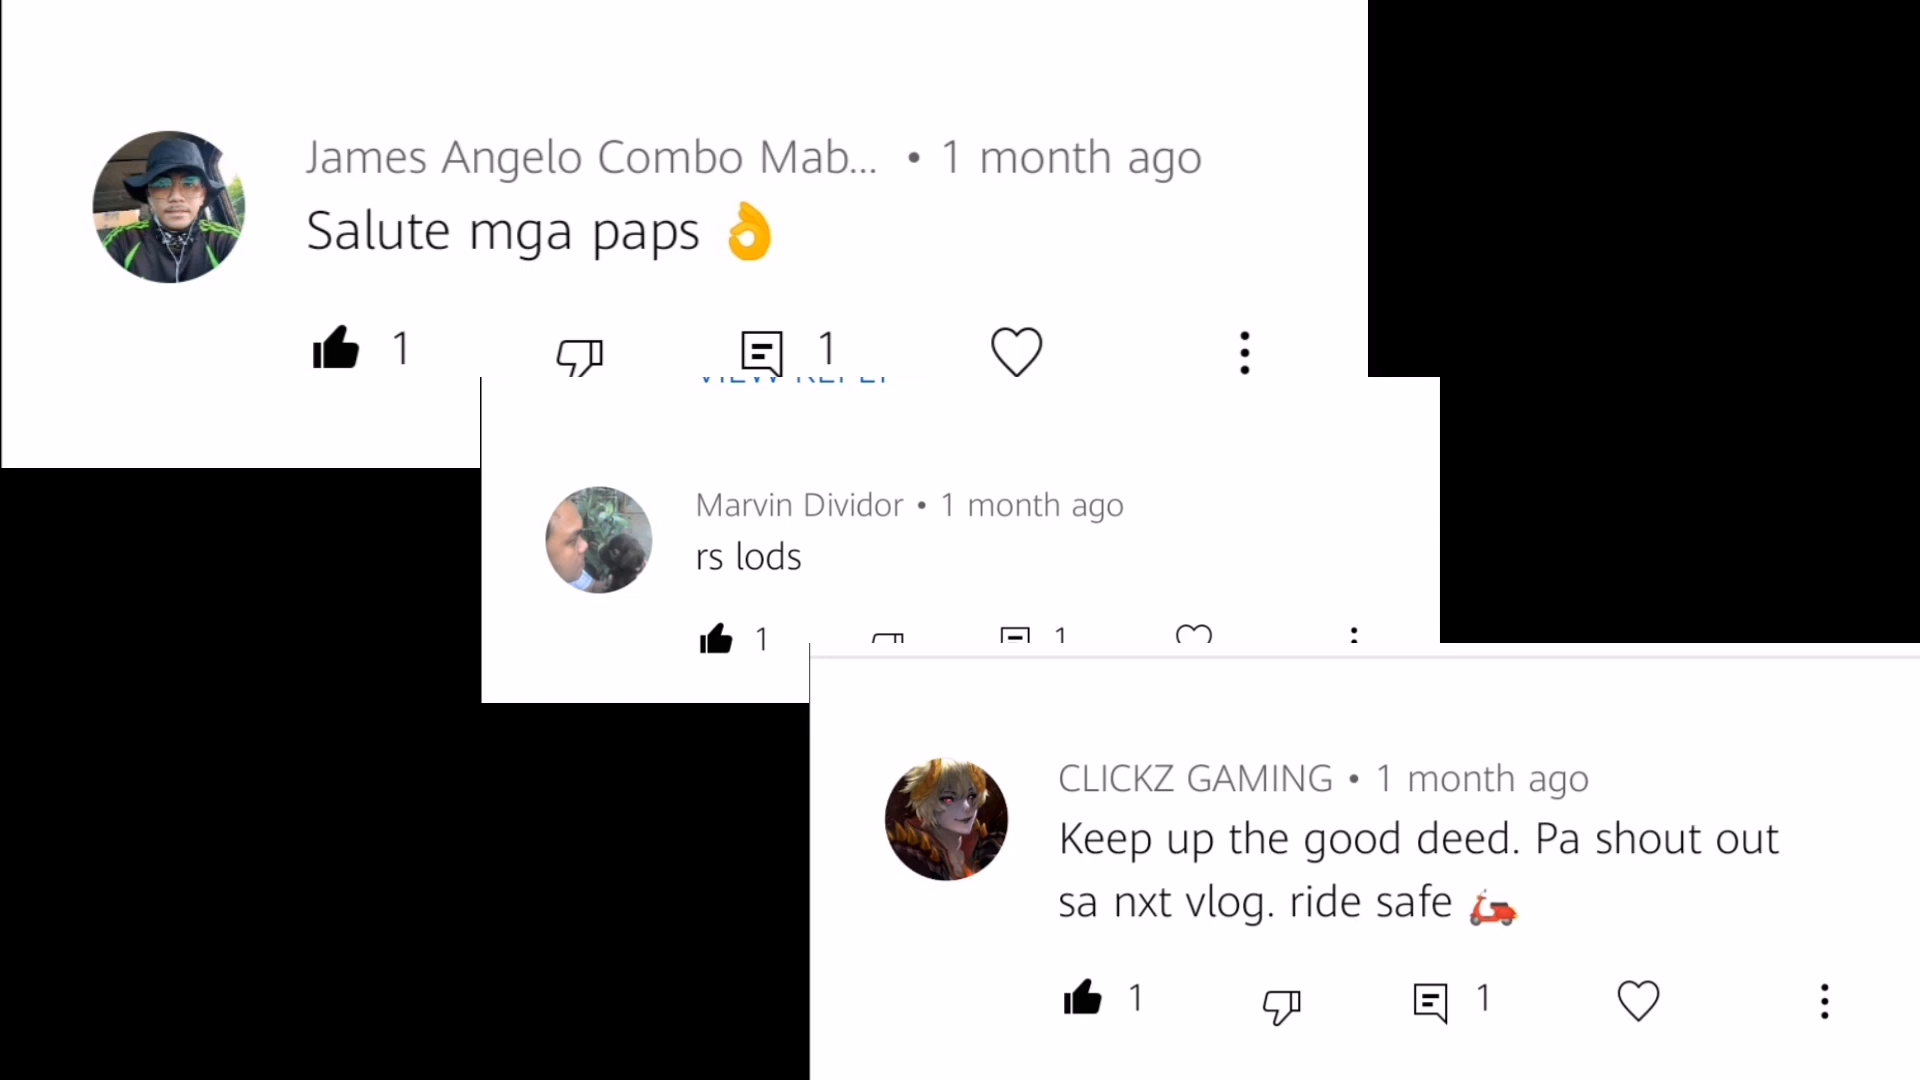 James Angelo Combo Mab... • 1 month ago
Salute mga paps 👌
1 1
VIEW REPLY
Marvin Dividor • 1 month ago
rs lods
1 1
CLICKZ GAMING • 1 month ago
Keep up the good deed. Pa shout out
sa nxt vlog. ride safe 🛵
1 1